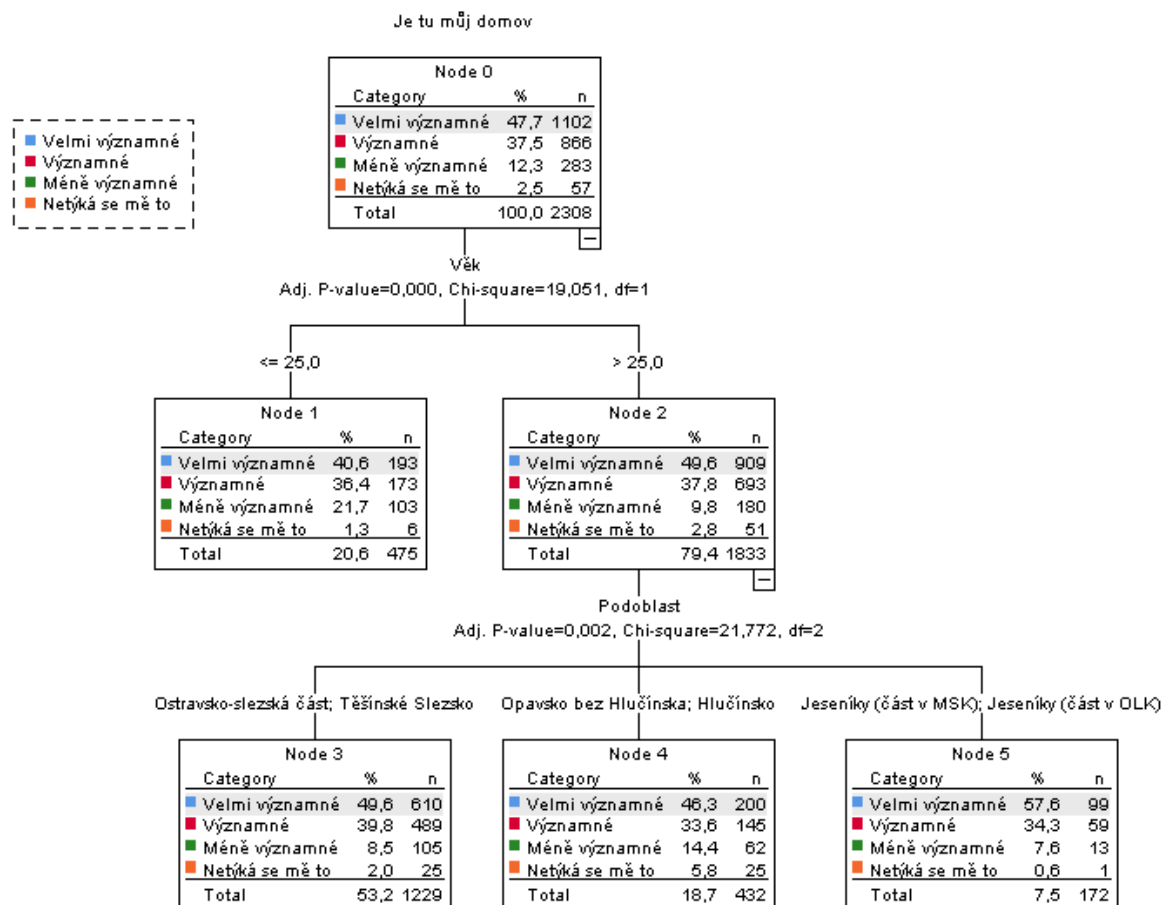 Je tu můj domov
Node 0
Category % n
Velmi významné 47,7 1102
Významné 37,5 866
Méně významné 12,3 283
Netýká se mě to 2,5 57
Total 100,0 2308
Velmi významné
Významné
Méně významné
Netýká se mě to
Věk
Adj. P-value=0,000, Chi-square=19,051, df=1
<= 25,0
> 25,0
Node 1
Category % n
Velmi významné 40,6 193
Významné 36,4 173
Méně významné 21,7 103
Netýká se mě to 1,3 6
Total 20,6 475
Node 2
Category % n
Velmi významné 49,6 909
Významné 37,8 693
Méně významné 9,8 180
Netýká se mě to 2,8 51
Total 79,4 1833
Podoblast
Adj. P-value=0,002, Chi-square=21,772, df=2
Ostravsko-slezská část; Těšínské Slezsko
Opavsko bez Hlučínska; Hlučínsko
Jeseníky (část v MSK); Jeseníky (část v OLK)
Node 3
Category % n
Velmi významné 49,6 610
Významné 39,8 489
Méně významné 8,5 105
Netýká se mě to 2,0 25
Total 53,2 1229
Node 4
Category % n
Velmi významné 46,3 200
Významné 33,6 145
Méně významné 14,4 62
Netýká se mě to 5,8 25
Total 18,7 432
Node 5
Category % n
Velmi významné 57,6 99
Významné 34,3 59
Méně významné 7,6 13
Netýká se mě to 0,6 1
Total 7,5 172